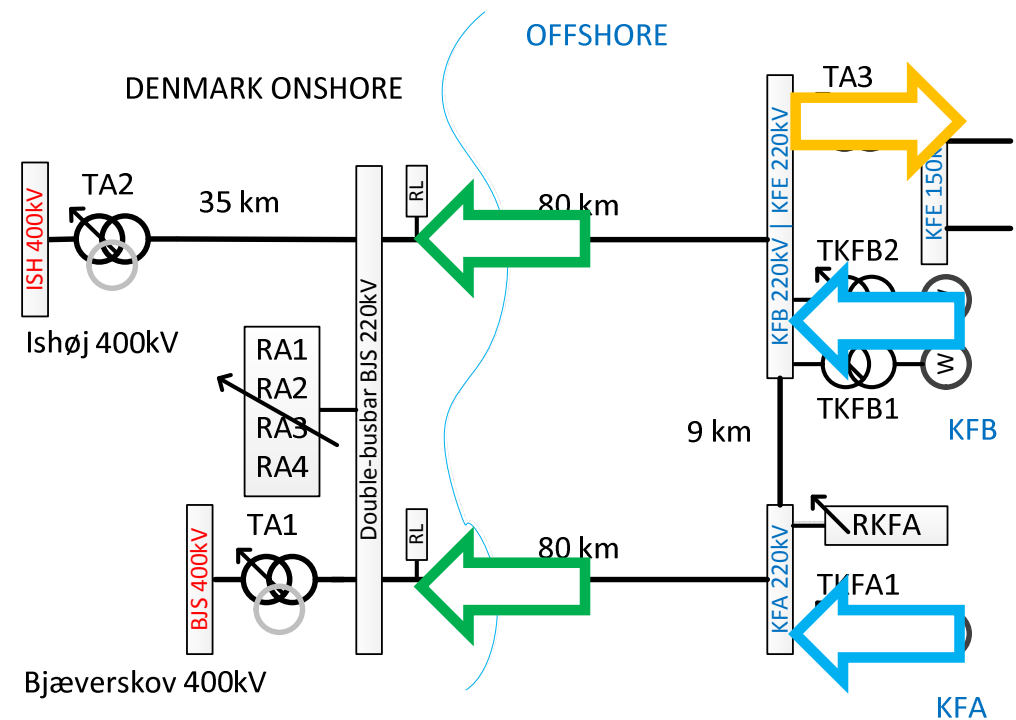 OFFSHORE
DENMARK ONSHORE
TA3
KFE 220kV
KFE 150k
TA2
35 km
RL
80 km
ISH 400kV
Ishøj 400kV
Double-busbar BJS 220kV
KFB 220kV
TKFB2
W
TKFB1
KFB
RA1
RA2
RA3
RA4
9 km
BJS 400kV
TA1
RL
80 km
KFA 220kV
RKFA
TKFA1
Bjæverskov 400kV
KFA